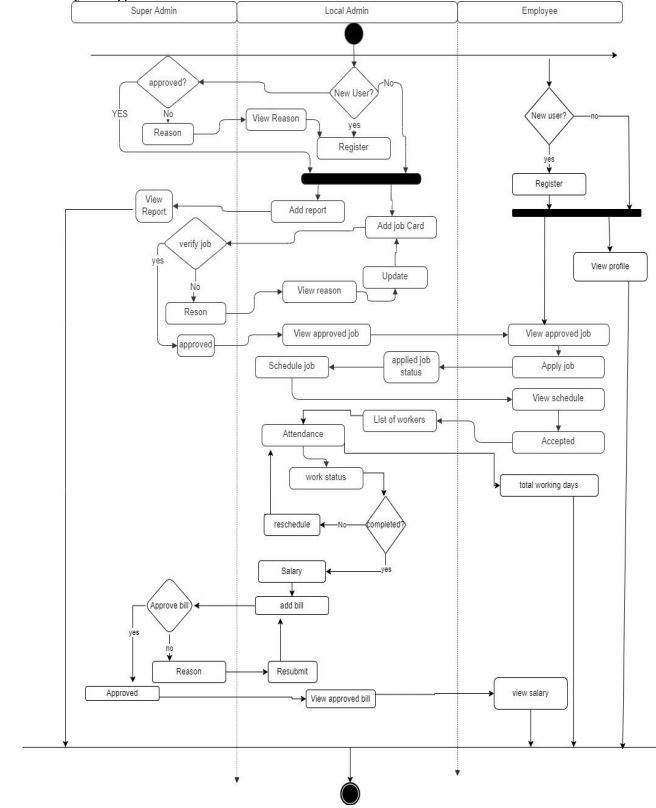 Super Admin
Local Admin
Employee
approved?
New User?
No
YES
No
Reason
View Reason
yes
Register
New user?
no
yes
Register
View
Report
Add report
Add job Card
verify job
yes
No
Update
View profile
View reason
Reson
approved
View approved job
View approved job
Schedule job
applied job
status
Apply job
View schedule
List of workers
Attendance
Accepted
work status
total working days
reschedule
No
completed?
yes
Salary
add bill
Approve bill
yes
no
Reason
Resubmit
Approved
View approved bill
view salary